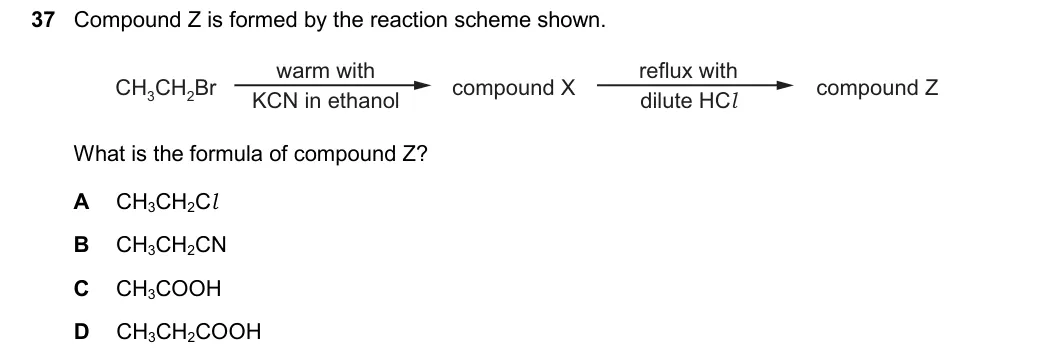 37 Compound Z is formed by the reaction scheme shown.
CH₃CH₂Br warm with KCN in ethanol compound X reflux with dilute HCl compound Z
What is the formula of compound Z?
A CH₃CH₂Cl
B CH₃CH₂CN
C CH₃COOH
D CH₃CH₂COOH